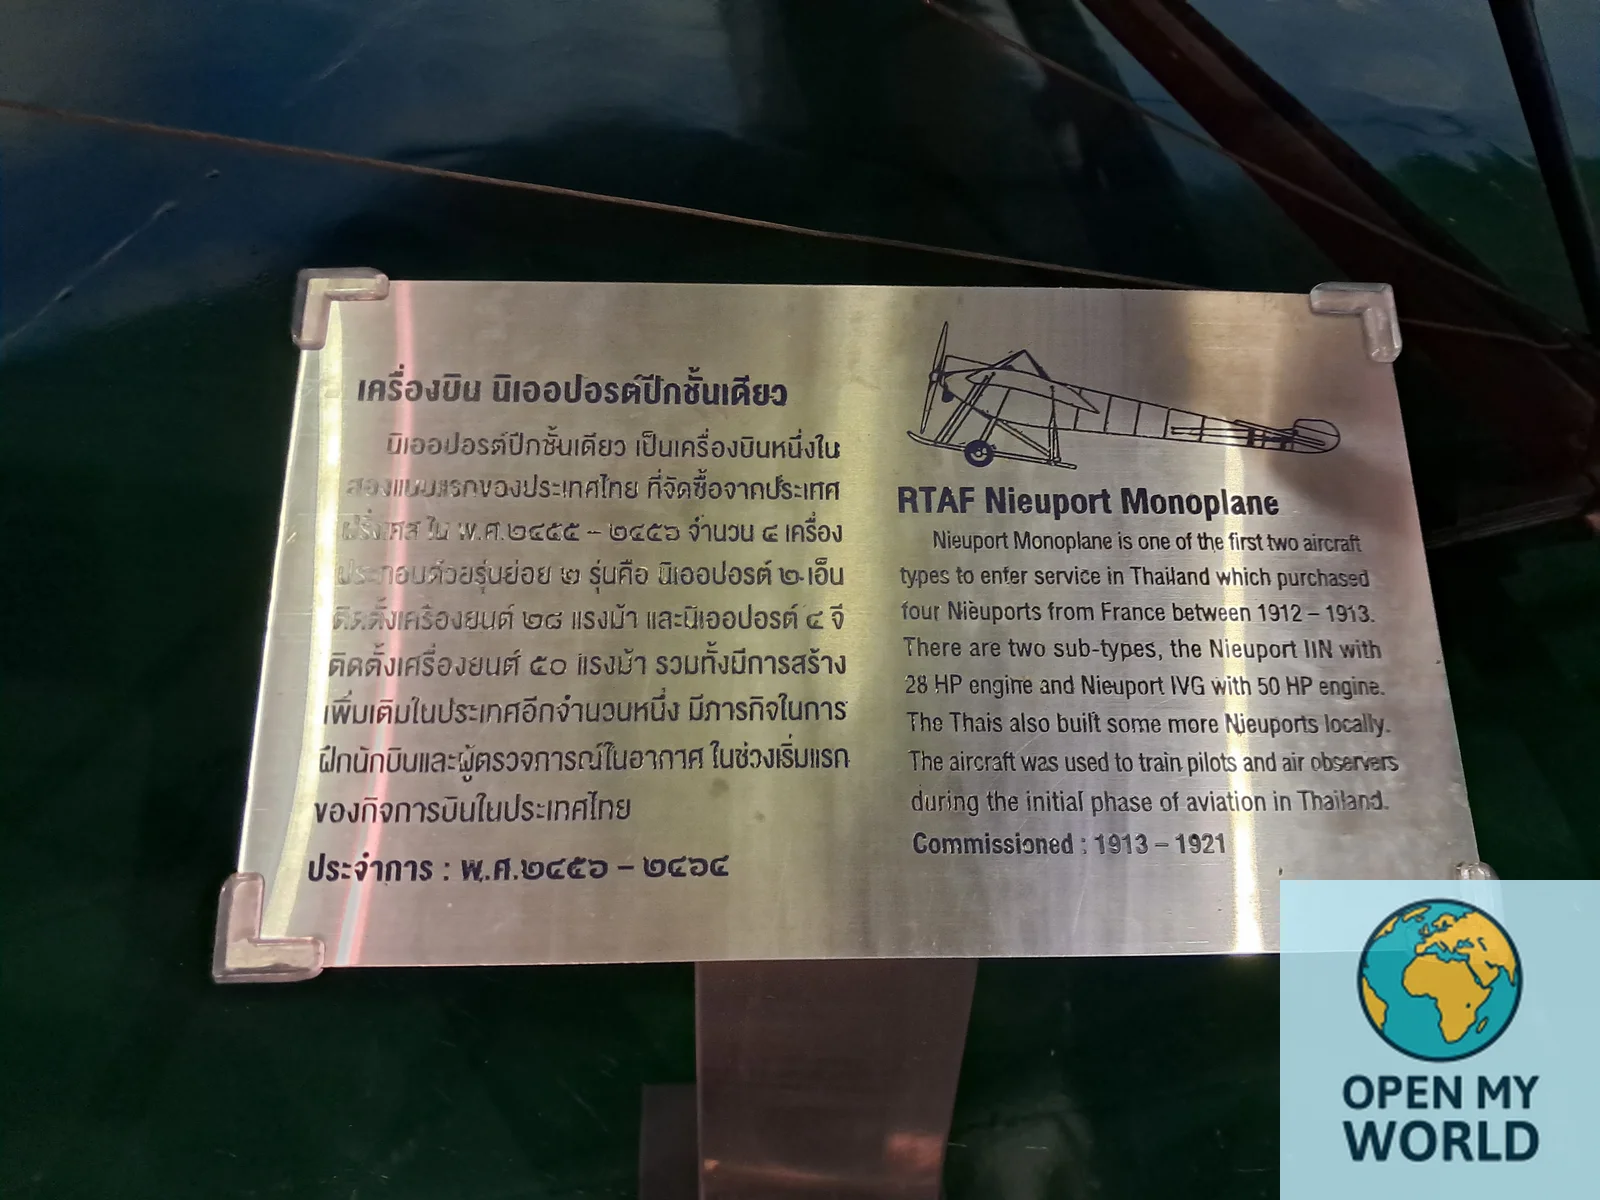 เครื่องบิน นิเออปอรต์ปีกชั้นเดียว
นิเออปอรต์ปีกชั้นเดียว เป็นเครื่องบินหนึ่งใน
สองแบบแรกของประเทศไทย ที่จัดซื้อจากประเทศ
ฝรั่งเศส ใน พ.ศ.๒๔๕๕ – ๒๔๕๖ จำนวน ๔ เครื่อง
ประกอบด้วยรุ่นย่อย ๒ รุ่นคือ นิเออปอรต์ ๒ เอ็น
ติดตั้งเครื่องยนต์ ๒๘ แรงม้า และนิเออปอรต์ ๔ จี
ติดตั้งเครื่องยนต์ ๕๐ แรงม้า รวมทั้งมีการสร้าง
เพิ่มเติมในประเทศอีกจำนวนหนึ่ง มีภารกิจในการ
ฝึกนักบินและผู้ตรวจการณ์ในอากาศ ในช่วงเริ่มแรก
ของกิจการบินในประเทศไทย
ประจำการ : พ.ศ.๒๔๕๖ – ๒๔๖๔
RTAF Nieuport Monoplane
Nieuport Monoplane is one of the first two aircraft
types to enter service in Thailand which purchased
four Nieuports from France between 1912 – 1913.
There are two sub-types, the Nieuport IIN with
28 HP engine and Nieuport IVG with 50 HP engine.
The Thais also built some more Nieuports locally.
The aircraft was used to train pilots and air observers
during the initial phase of aviation in Thailand.
Commissioned : 1913 – 1921
OPEN MY
WORLD